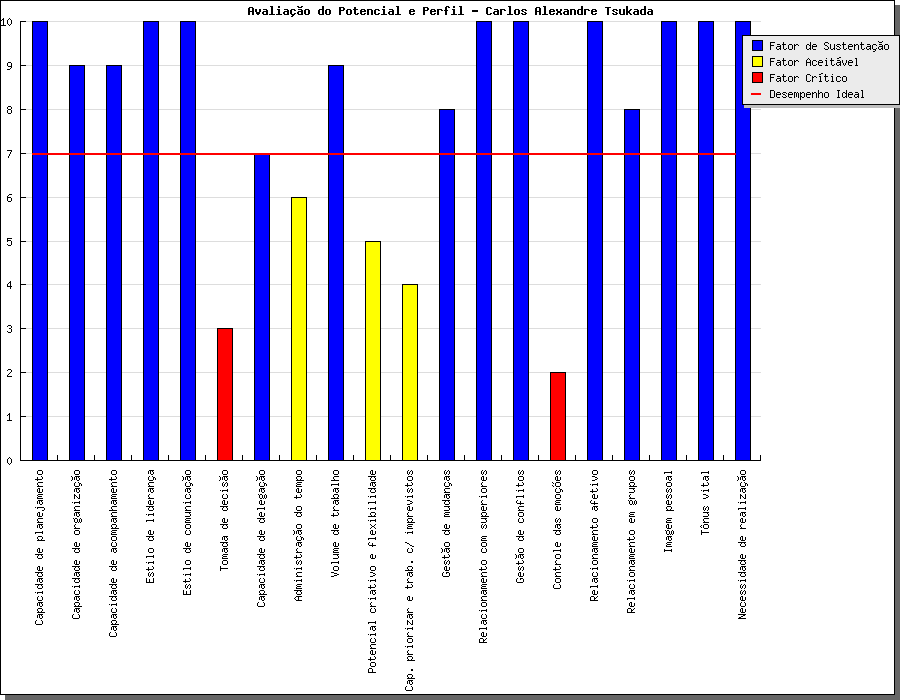 Avaliação do Potencial e Perfil - Carlos Alexandre Tsukada
Fator de Sustentação
Fator Aceitável
Fator Crítico
Desempenho Ideal
10
9
8
7
6
5
4
3
2
1
0
Capacidade de planejamento
Capacidade de organização
Capacidade de acompanhamento
Estilo de liderança
Estilo de comunicação
Tomada de decisão
Capacidade de delegação
Administração do tempo
Volume de trabalho
Potencial criativo e flexibilidade
Cap. priorizar e trab. c/ imprevistos
Gestão de mudanças
Relacionamento com superiores
Gestão de conflitos
Controle das emoções
Relacionamento afetivo
Relacionamento em grupos
Imagem pessoal
Tônus vital
Necessidade de realização